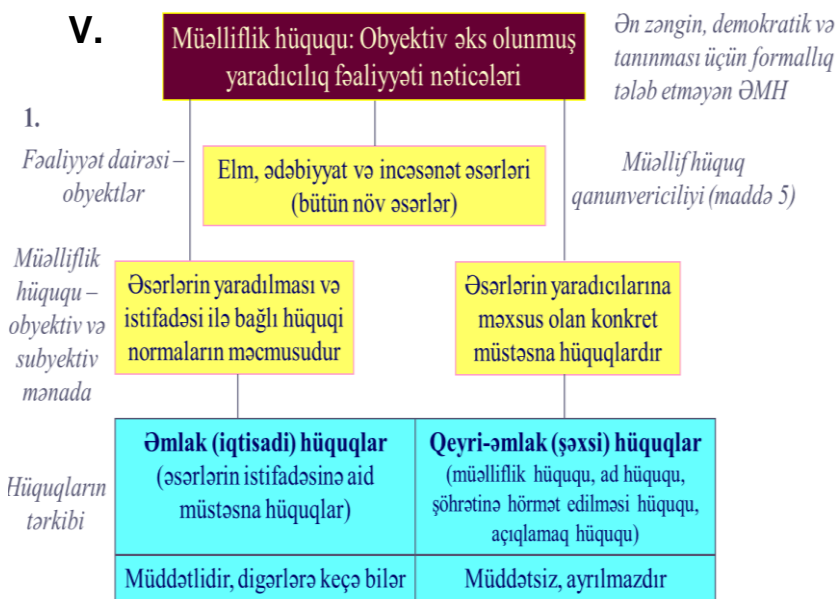 V.
Müəlliflik hüququ: Obyektiv əks olunmuş
yaradıcılıq fəaliyyəti nəticələri
Ən zəngin, demokratik və
tanınması üçün formallıq
tələb etməyən ƏMH
1.
Fəaliyyət dairəsi –
obyektlər
Elm, ədəbiyyat və incəsənət əsərləri
(bütün növ əsərlər)
Müəllif hüquq
qanunvericiliyi (maddə 5)
Müəlliflik
hüququ –
obyektiv və
subyektiv
mənada
Əsərlərin yaradılması və
istifadəsi ilə bağlı hüquqi
normaların məcmusudur
Əsərlərin yaradıcılarına
məxsus olan konkret
müstəsna hüquqlardır
Hüquqların
tərkibi
Əmlak (iqtisadi) hüquqlar
(əsərlərin istifadəsinə aid
müstəsna hüquqlar)
Qeyri-əmlak (şəxsi) hüquqlar
(müəlliflik hüququ, ad hüququ,
şöhrətinə hörmət edilməsi hüququ,
açıqlamaq hüququ)
Müddətlidir, digərlərə keçə bilər
Müddətsiz, ayrılmazdır